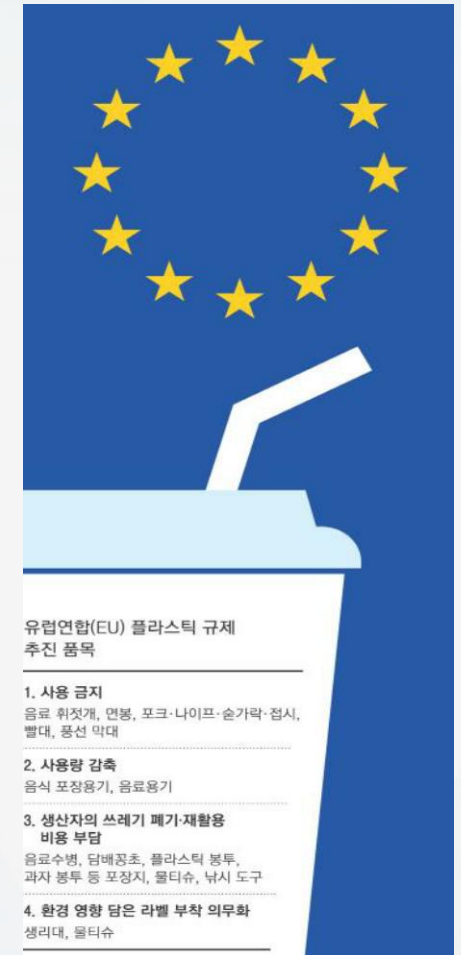 유럽연합(EU) 플라스틱 규제
추진 품목
1. 사용 금지
음료 휘젓개, 면봉, 포크·나이프·숟가락·접시,
빨대, 풍선 막대
2. 사용량 감축
음식 포장용기, 음료용기
3. 생산자의 쓰레기 폐기·재활용
비용 부담
음료수병, 담배꽁초, 플라스틱 봉투,
과자 봉투 등 포장지, 물티슈, 낚시 도구
4. 환경 영향 담은 라벨 부착 의무화
생리대, 물티슈